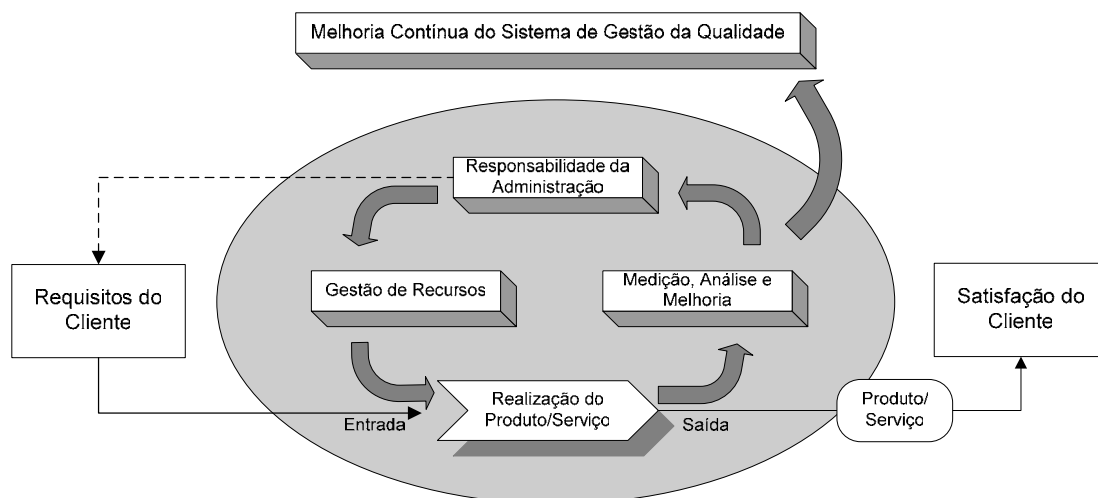 Melhoria Contínua do Sistema de Gestão da Qualidade
Responsabilidade da
Administração
Requisitos do
Cliente
Gestão de Recursos
Medição, Análise e
Melhoria
Satisfação do
Cliente
Entrada
Realização do
Produto/Serviço
Saída
Produto/
Serviço